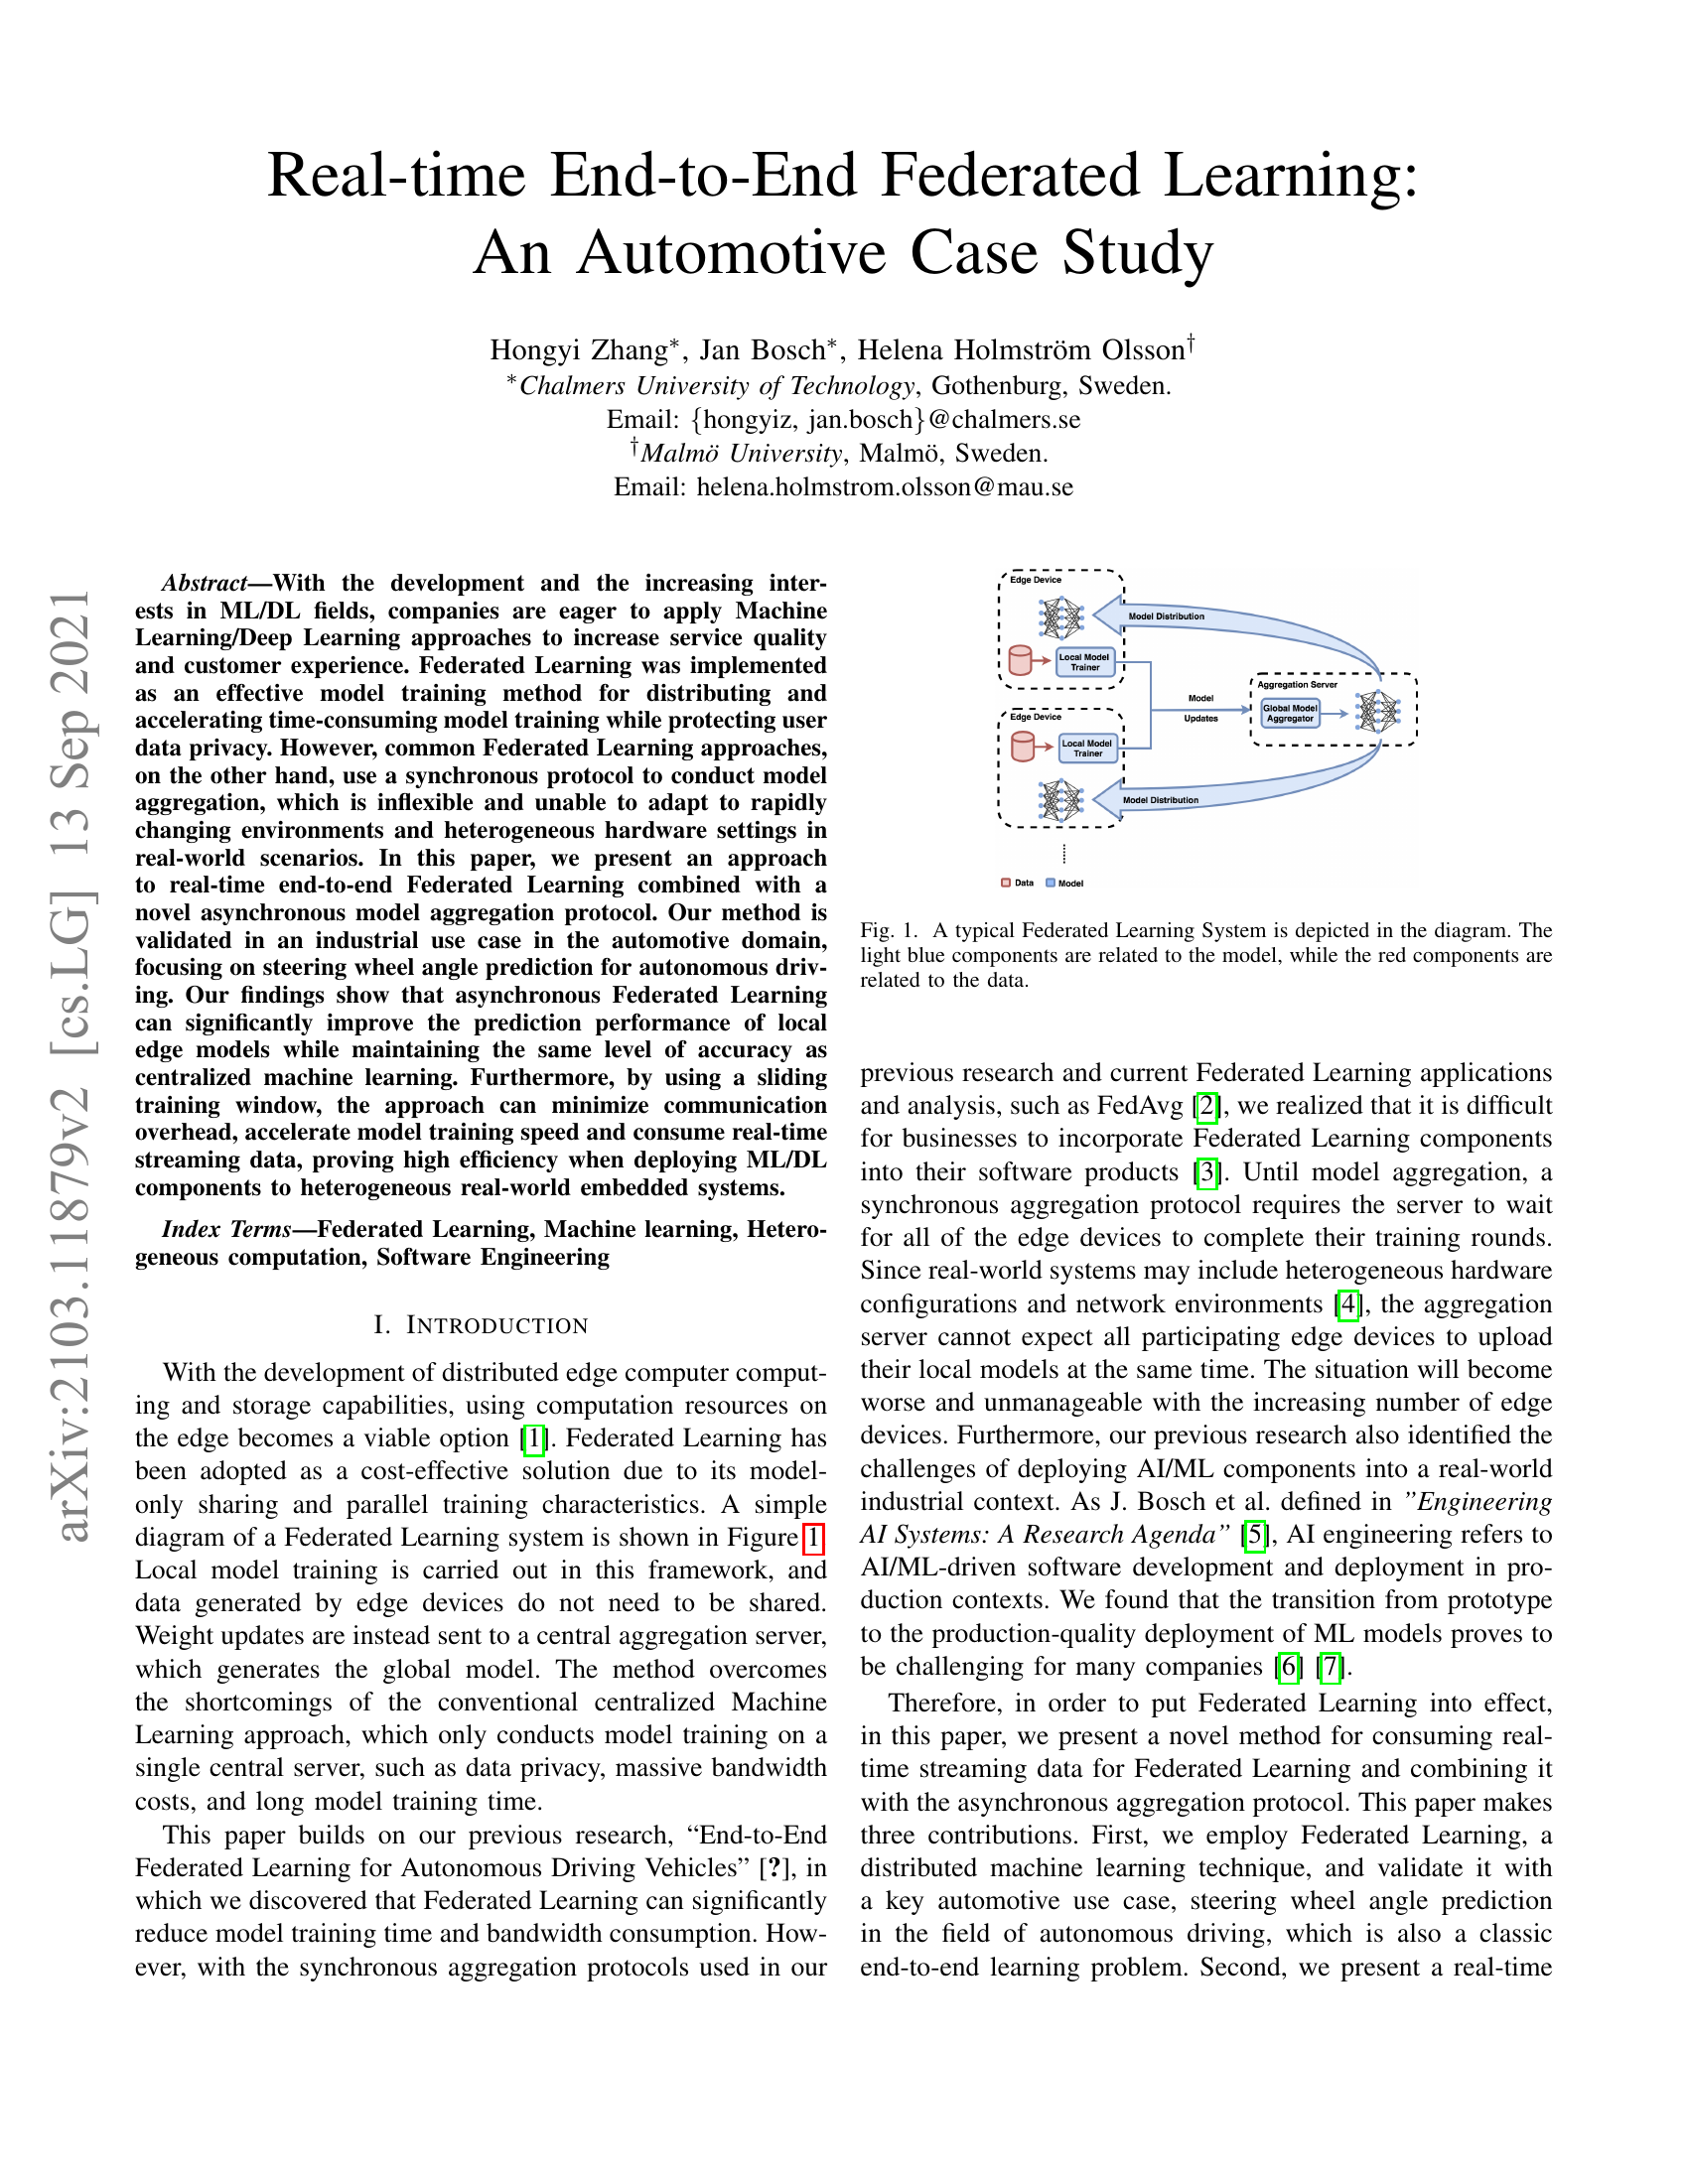 Real-time End-to-End Federated Learning:
An Automotive Case Study
Hongyi Zhang*, Jan Bosch*, Helena Holmström Olsson†
*Chalmers University of Technology, Gothenburg, Sweden.
Email: {hongyiz, jan.bosch}@chalmers.se
†Malmö University, Malmö, Sweden.
Email: helena.holmstrom.olsson@mau.se
arXiv:2103.11879v2 [cs.LG] 13 Sep 2021
Abstract—With the development and the increasing inter-
ests in ML/DL fields, companies are eager to apply Machine
Learning/Deep Learning approaches to increase service quality
and customer experience. Federated Learning was implemented
as an effective model training method for distributing and
accelerating time-consuming model training while protecting user
data privacy. However, common Federated Learning approaches,
on the other hand, use a synchronous protocol to conduct model
aggregation, which is inflexible and unable to adapt to rapidly
changing environments and heterogeneous hardware settings in
real-world scenarios. In this paper, we present an approach
to real-time end-to-end Federated Learning combined with a
novel asynchronous model aggregation protocol. Our method is
validated in an industrial use case in the automotive domain,
focusing on steering wheel angle prediction for autonomous driv-
ing. Our findings show that asynchronous Federated Learning
can significantly improve the prediction performance of local
edge models while maintaining the same level of accuracy as
centralized machine learning. Furthermore, by using a sliding
training window, the approach can minimize communication
overhead, accelerate model training speed and consume real-time
streaming data, proving high efficiency when deploying ML/DL
components to heterogeneous real-world embedded systems.
Index Terms—Federated Learning, Machine learning, Hetero-
geneous computation, Software Engineering
I. INTRODUCTION
With the development of distributed edge computer comput-
ing and storage capabilities, using computation resources on
the edge becomes a viable option [1]. Federated Learning has
been adopted as a cost-effective solution due to its model-
only sharing and parallel training characteristics. A simple
diagram of a Federated Learning system is shown in Figure 1
Local model training is carried out in this framework, and
data generated by edge devices do not need to be shared.
Weight updates are instead sent to a central aggregation server,
which generates the global model. The method overcomes
the shortcomings of the conventional centralized Machine
Learning approach, which only conducts model training on a
single central server, such as data privacy, massive bandwidth
costs, and long model training time.
This paper builds on our previous research, “End-to-End
Federated Learning for Autonomous Driving Vehicles” [?], in
which we discovered that Federated Learning can significantly
reduce model training time and bandwidth consumption. How-
ever, with the synchronous aggregation protocols used in our
Edge Device
Model Distribution
Local Model
Trainer
Aggregation Server
Model
Updates
Global Model
Aggregator
Edge Device
Local Model
Trainer
Model Distribution
Data Model
Fig. 1. A typical Federated Learning System is depicted in the diagram. The
light blue components are related to the model, while the red components are
related to the data.
previous research and current Federated Learning applications
and analysis, such as FedAvg [2], we realized that it is difficult
for businesses to incorporate Federated Learning components
into their software products [3]. Until model aggregation, a
synchronous aggregation protocol requires the server to wait
for all of the edge devices to complete their training rounds.
Since real-world systems may include heterogeneous hardware
configurations and network environments [4], the aggregation
server cannot expect all participating edge devices to upload
their local models at the same time. The situation will become
worse and unmanageable with the increasing number of edge
devices. Furthermore, our previous research also identified the
challenges of deploying AI/ML components into a real-world
industrial context. As J. Bosch et al. defined in ”Engineering
AI Systems: A Research Agenda” [5], AI engineering refers to
AI/ML-driven software development and deployment in pro-
duction contexts. We found that the transition from prototype
to the production-quality deployment of ML models proves to
be challenging for many companies [6] [7].
Therefore, in order to put Federated Learning into effect,
in this paper, we present a novel method for consuming real-
time streaming data for Federated Learning and combining it
with the asynchronous aggregation protocol. This paper makes
three contributions. First, we employ Federated Learning, a
distributed machine learning technique, and validate it with
a key automotive use case, steering wheel angle prediction
in the field of autonomous driving, which is also a classic
end-to-end learning problem. Second, we present a real-time